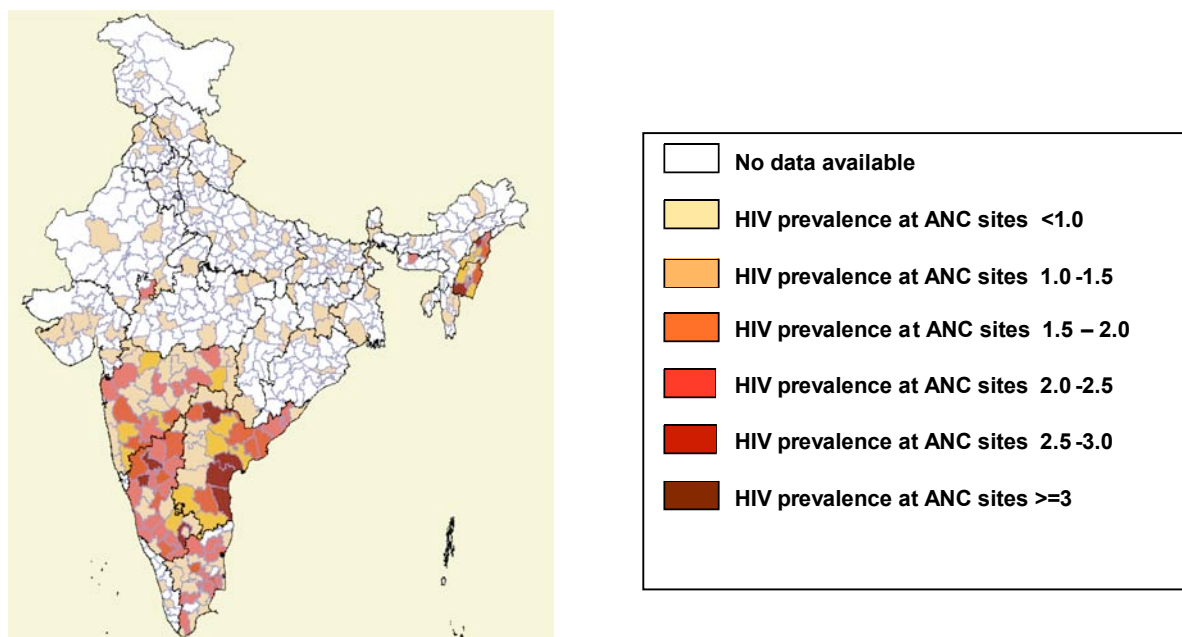 No data available
HIV prevalence at ANC sites <1.0
HIV prevalence at ANC sites 1.0 -1.5
HIV prevalence at ANC sites 1.5 – 2.0
HIV prevalence at ANC sites 2.0 -2.5
HIV prevalence at ANC sites 2.5 -3.0
HIV prevalence at ANC sites >=3